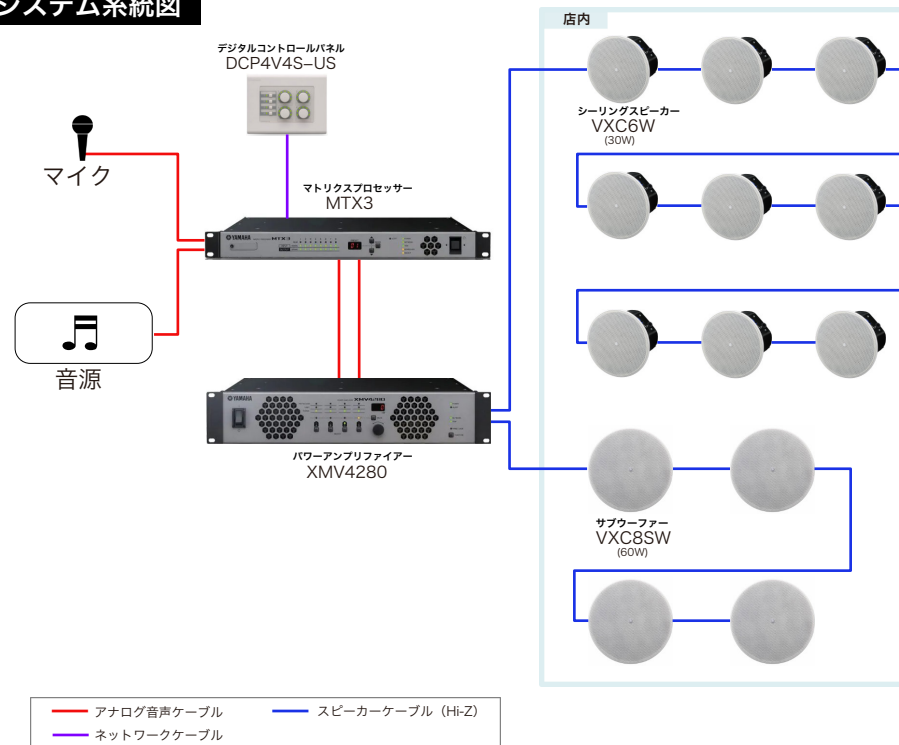 システム系統図
店内
デジタルコントロールパネル
DCP4V4S–US
シーリングスピーカー
VXC6W
(30W)
マイク
マトリクスプロセッサー
MTX3
YAMAHA
MTX3
音源
YAMAHA
XMV4280
パワーアンプリファイアー
XMV4280
サブウーファー
VXC8SW
(60W)
アナログ音声ケーブル
スピーカーケーブル（Hi-Z）
ネットワークケーブル